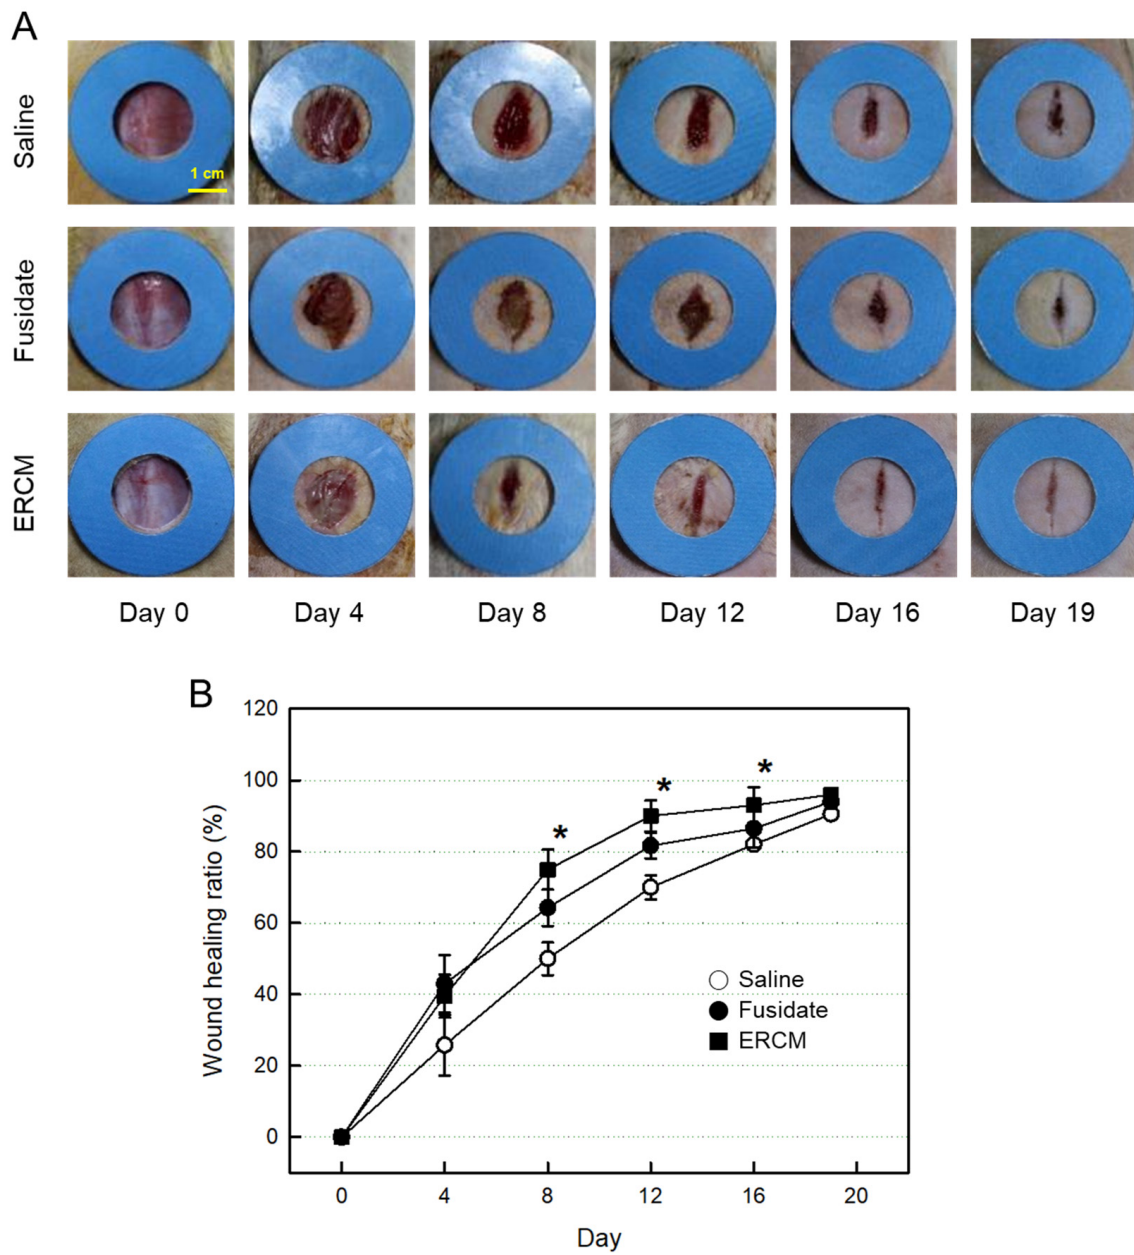 A
Saline
1 cm
Fusidate
ERCM
Day 0 Day 4 Day 8 Day 12 Day 16 Day 19
B
120
100
80
60
40
20
0
Wound healing ratio (%)
*
*
*
Saline
Fusidate
ERCM
0 4 8 12 16 20
Day